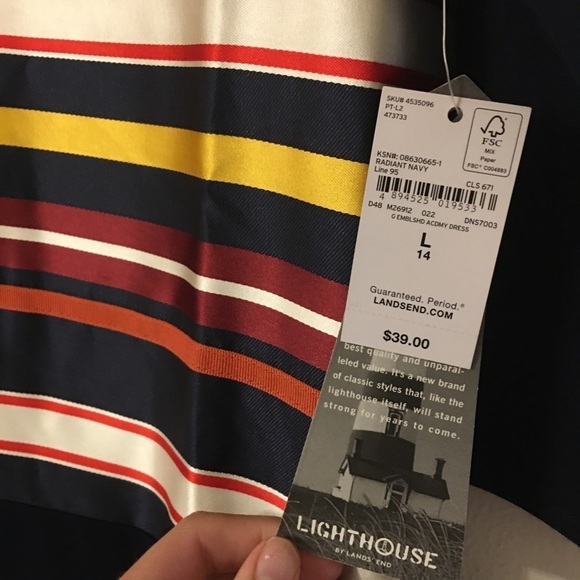 SKU# 4535096
PT-L2
473733
FSC
MIX
Paper
FSC® C004983
KSN#: 08630665-1
RADIANT NAVY
Line 95
CLS 671
4 894525 019533
D48 M26912 022 DNS7003
G EMBLSHD ACDMY DRESS
L
14
Guaranteed. Period.®
LANDSEND.COM
$39.00
best quality and unparal-
leled value. It's a new brand
of classic styles that, like the
lighthouse itself, will stand
strong for years to come.
LIGHTHOUSE
BY LANDS' END